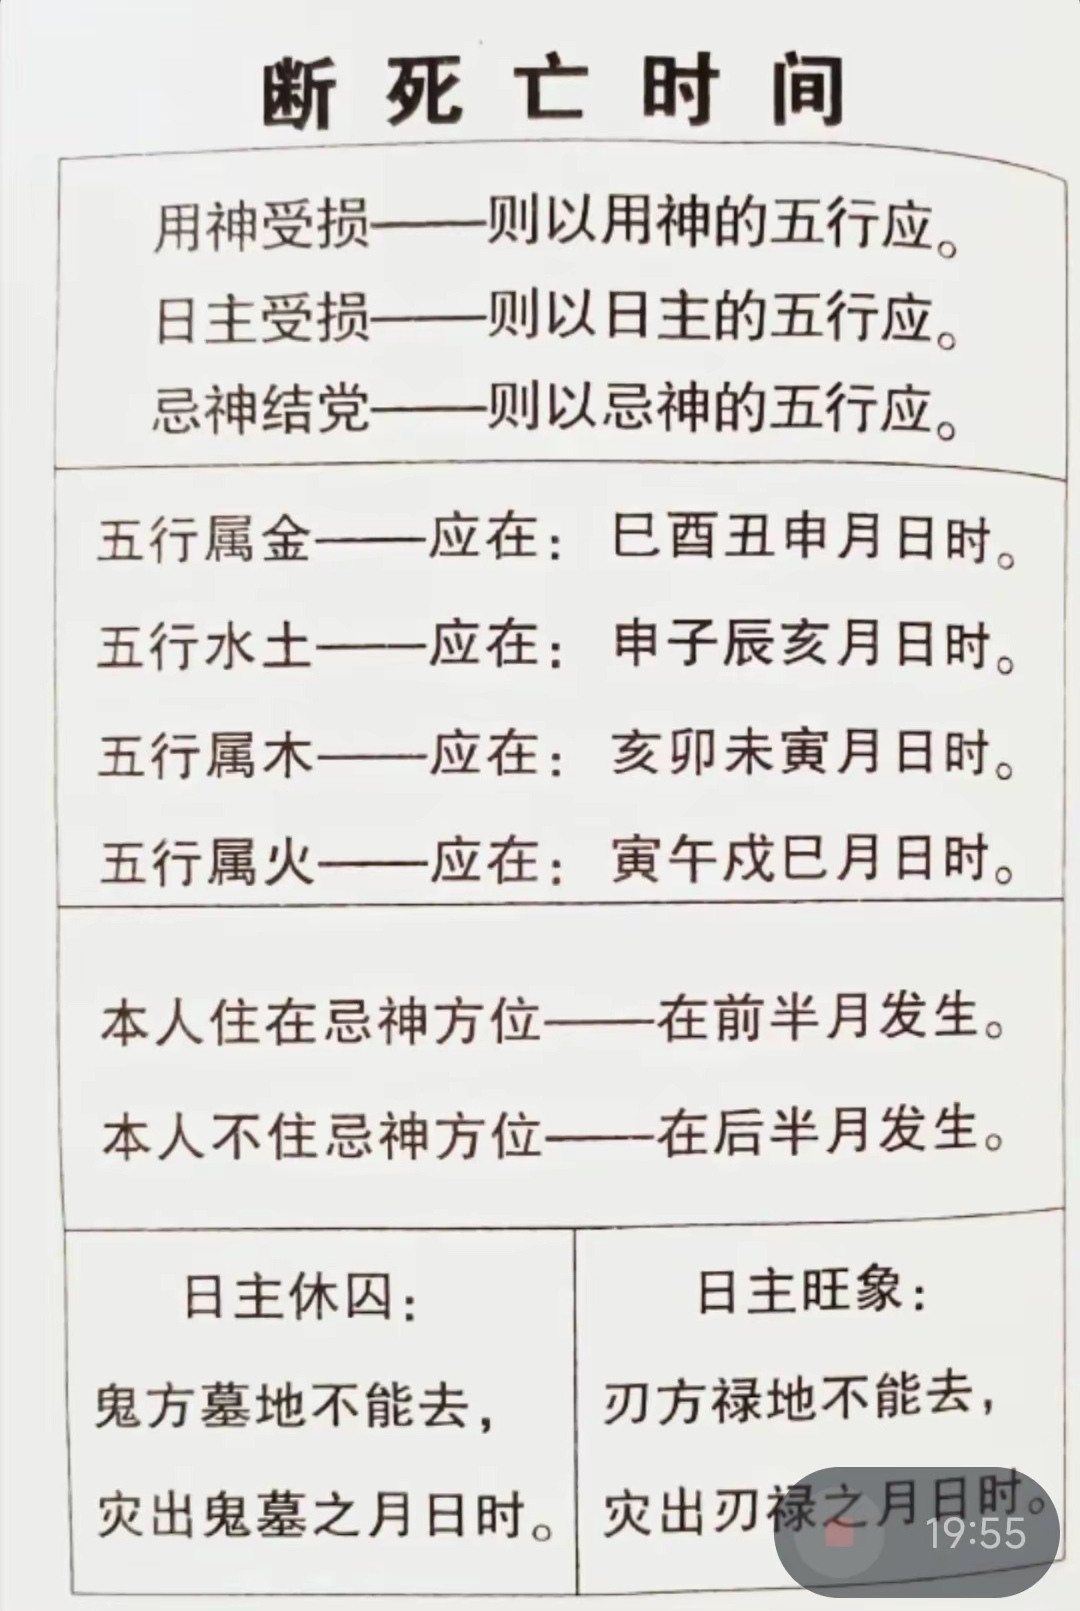 断死亡时间
用神受损——则以用神的五行应。
日主受损——则以日主的五行应。
忌神结党——则以忌神的五行应。
五行属金——应在：巳酉丑申月日时。
五行水土——应在：申子辰亥月日时。
五行属木——应在：亥卯未寅月日时。
五行属火——应在：寅午戌巳月日时。
本人住在忌神方位——在前半月发生。
本人不住忌神方位——在后半月发生。
日主休囚：
鬼方墓地不能去，
灾出鬼墓之月日时。
日主旺象：
刃方禄地不能去，
灾出刃禄之月日时。
19:55